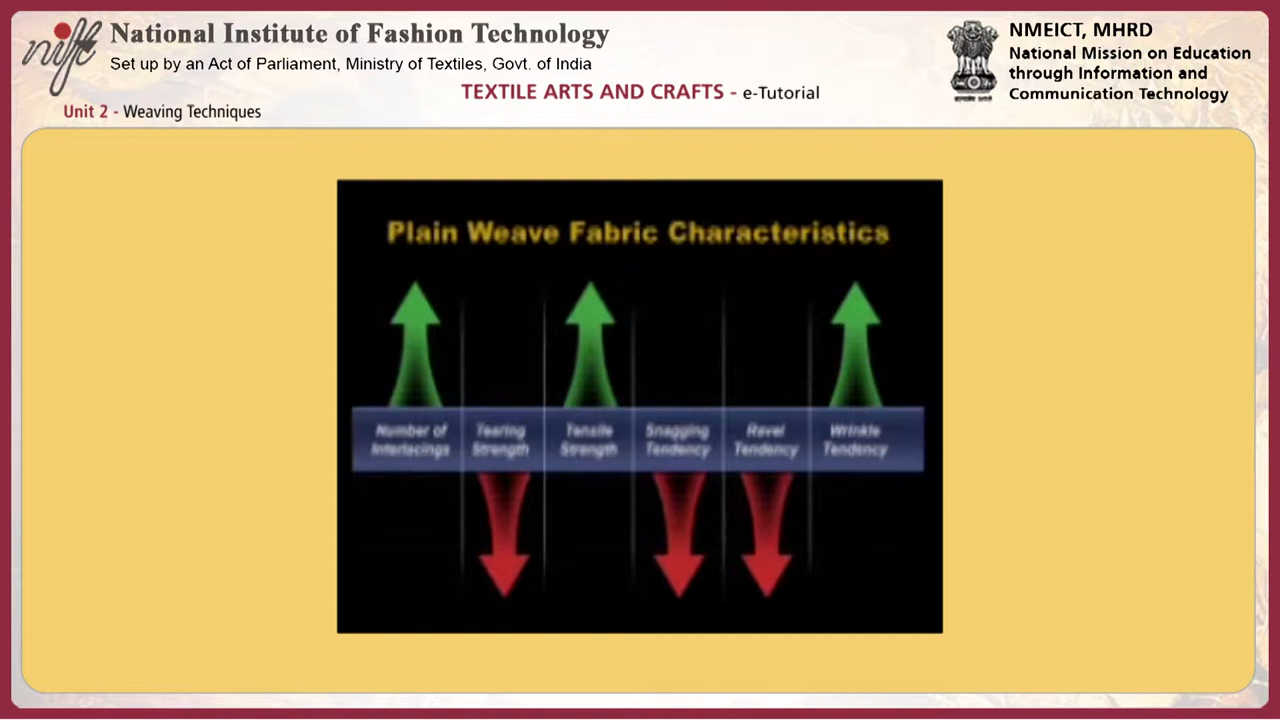 nift
National Institute of Fashion Technology
Set up by an Act of Parliament, Ministry of Textiles, Govt. of India
NMEICT, MHRD
National Mission on Education
through Information and
Communication Technology
TEXTILE ARTS AND CRAFTS - e-Tutorial
Unit 2 - Weaving Techniques
Plain Weave Fabric Characteristics
Number of
Interlacings
Tearing
Strength
Tensile
Strength
Snagging
Tendency
Ravel
Tendency
Wrinkle
Tendency